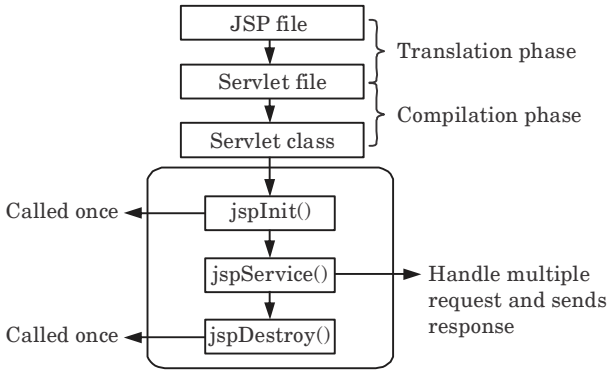 JSP file
Translation phase
Servlet file
Compilation phase
Servlet class
Called once
jspInit()
jspService()
Handle multiple
request and sends
response
Called once
jspDestroy()